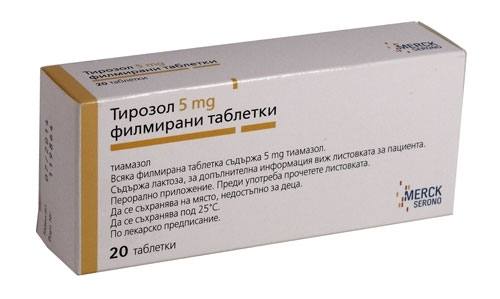 Тирозол 5 mg
филмирани таблетки
20 таблетки
MERCK
SERONO
Тирозол 5 mg
филмирани таблетки
тиамазол
Всяка филмирана таблетка съдържа 5 mg тиамазол.
Съдържа лактоза, за допълнителна информация виж листовката за пациента.
Перорално приложение. Преди употреба прочетете листовката.
Да се съхранява на място, недостъпно за деца.
Да се съхранява под 25°C.
По лекарско предписание.
20 таблетки
MERCK
SERONO